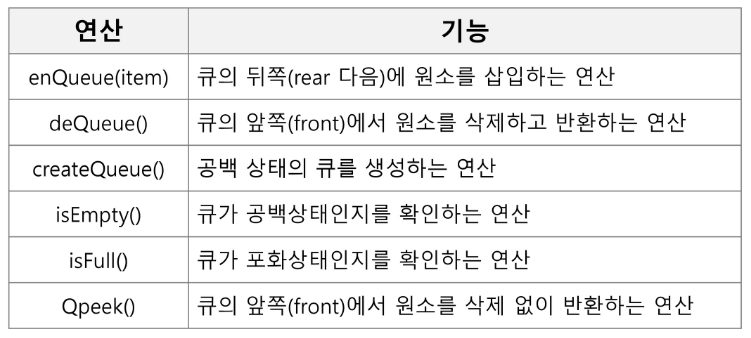 연산 기능
enQueue(item) 큐의 뒤쪽(rear 다음)에 원소를 삽입하는 연산
deQueue() 큐의 앞쪽(front)에서 원소를 삭제하고 반환하는 연산
createQueue() 공백 상태의 큐를 생성하는 연산
isEmpty() 큐가 공백상태인지를 확인하는 연산
isFull() 큐가 포화상태인지를 확인하는 연산
Qpeek() 큐의 앞쪽(front)에서 원소를 삭제 없이 반환하는 연산